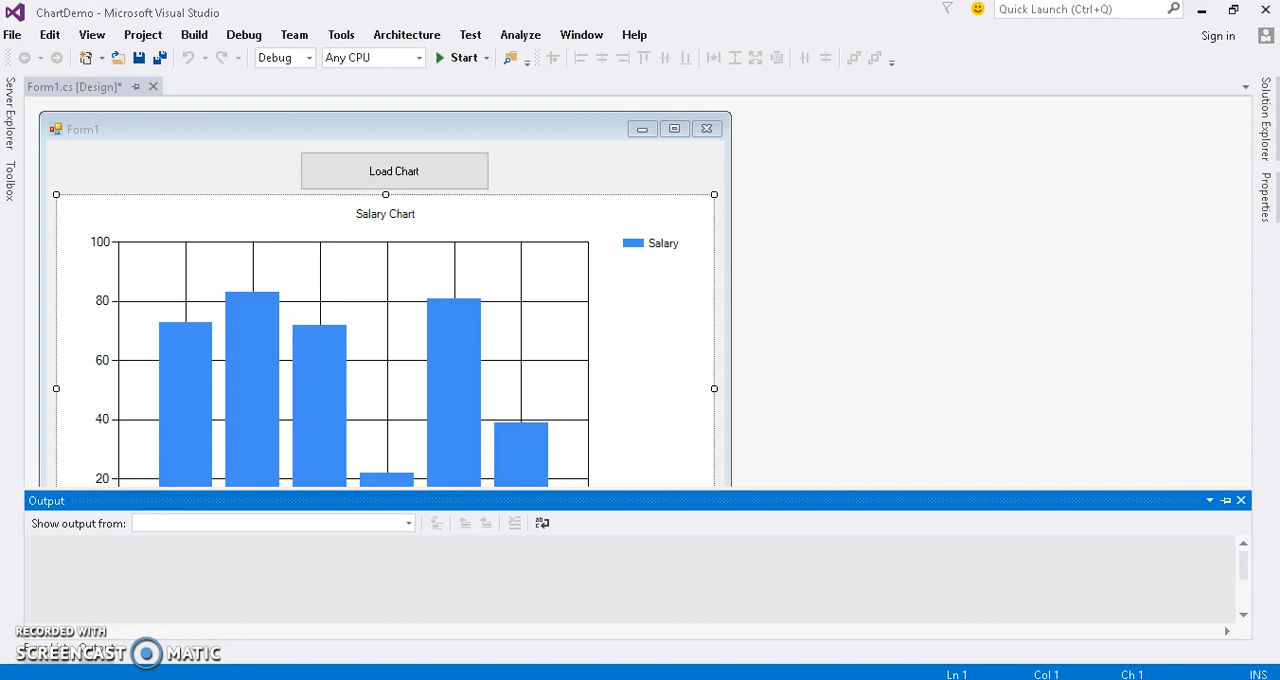 ChartDemo - Microsoft Visual Studio
Quick Launch (Ctrl+Q)
File Edit View Project Build Debug Team Tools Architecture Test Analyze Window Help
Sign in
Debug Any CPU Start
Form1.cs [Design]*
Server Explorer
Toolbox
Solution Explorer
Properties
Form1
Load Chart
Salary Chart
Salary
100
80
60
40
20
Output
Show output from:
RECORDED WITH
SCREENCAST MATIC
Ln 1 Col 1 Ch 1 INS